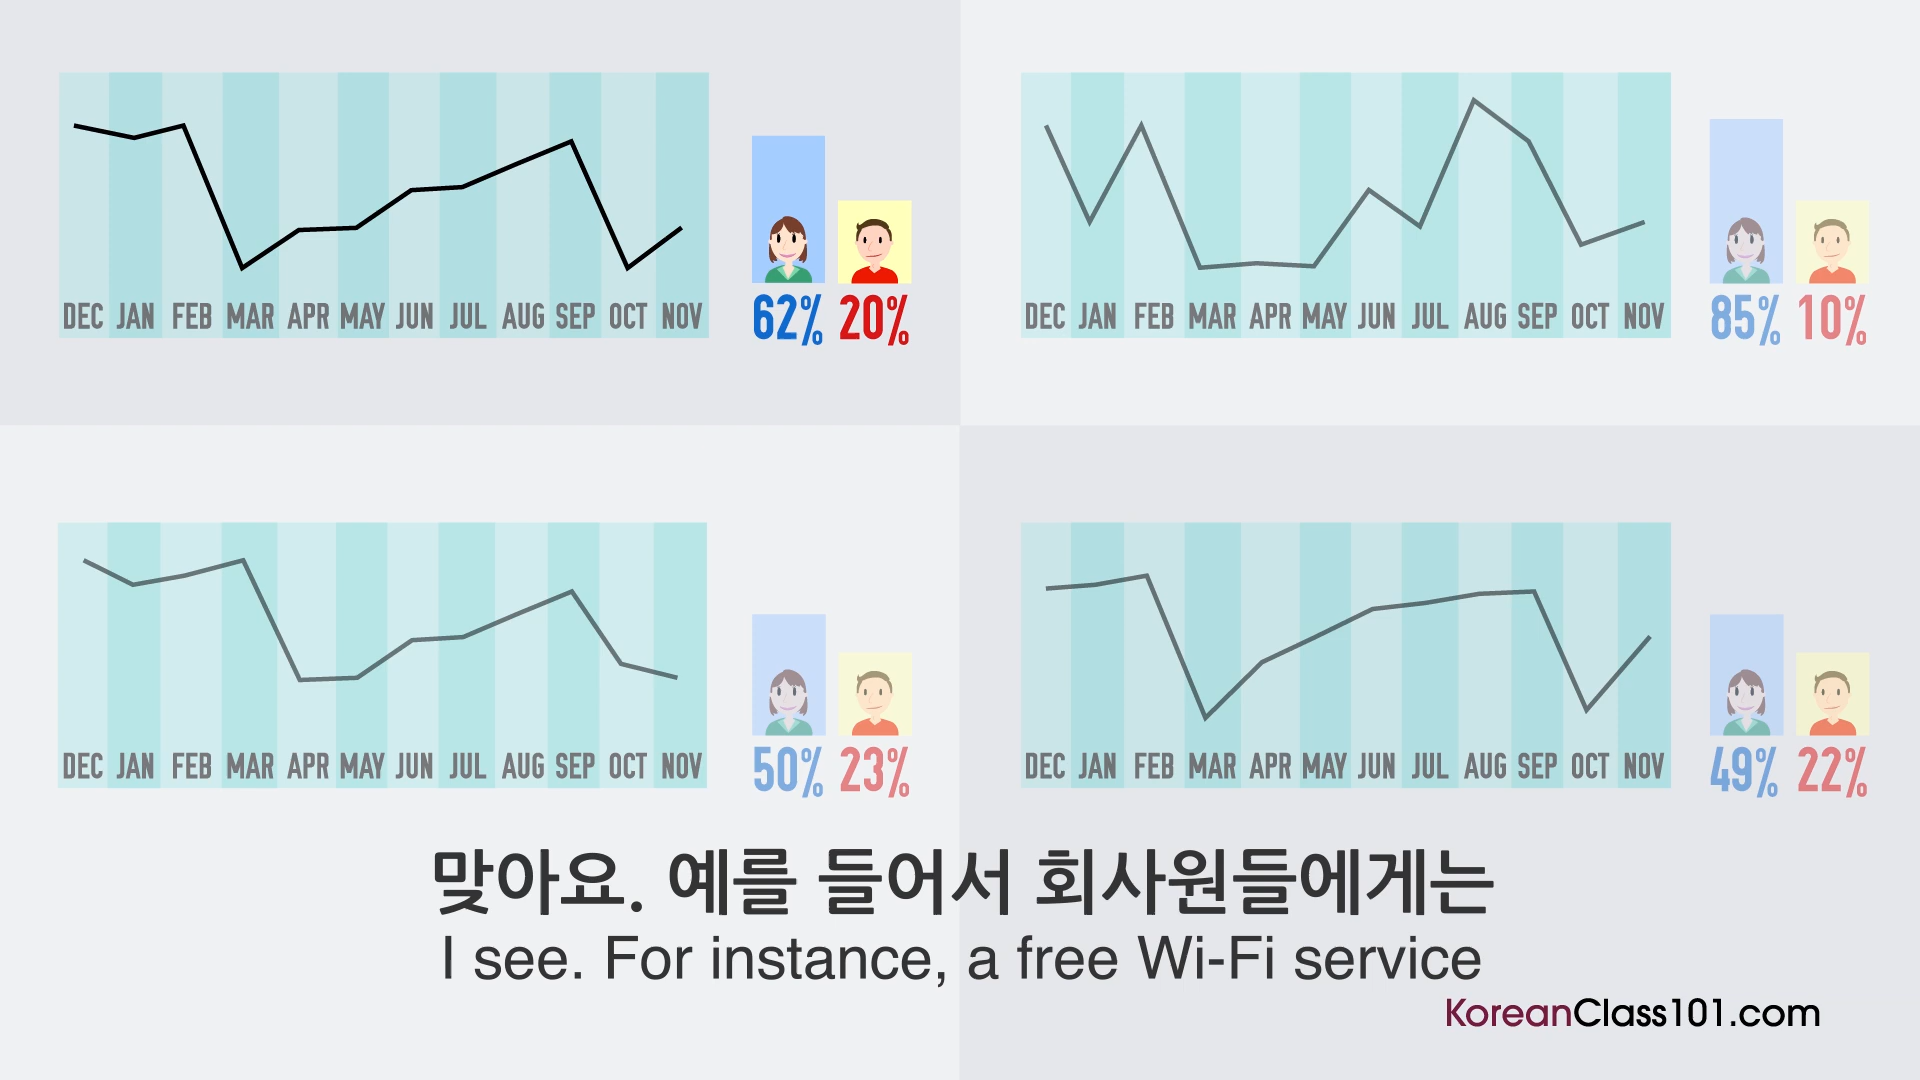 DEC JAN FEB MAR APR MAY JUN JUL AUG SEP OCT NOV
62% 20%
DEC JAN FEB MAR APR MAY JUN JUL AUG SEP OCT NOV
85% 10%
DEC JAN FEB MAR APR MAY JUN JUL AUG SEP OCT NOV
50% 23%
DEC JAN FEB MAR APR MAY JUN JUL AUG SEP OCT NOV
49% 22%
맞아요. 예를 들어서 회사원들에게는
I see. For instance, a free Wi-Fi service
KoreanClass101.com